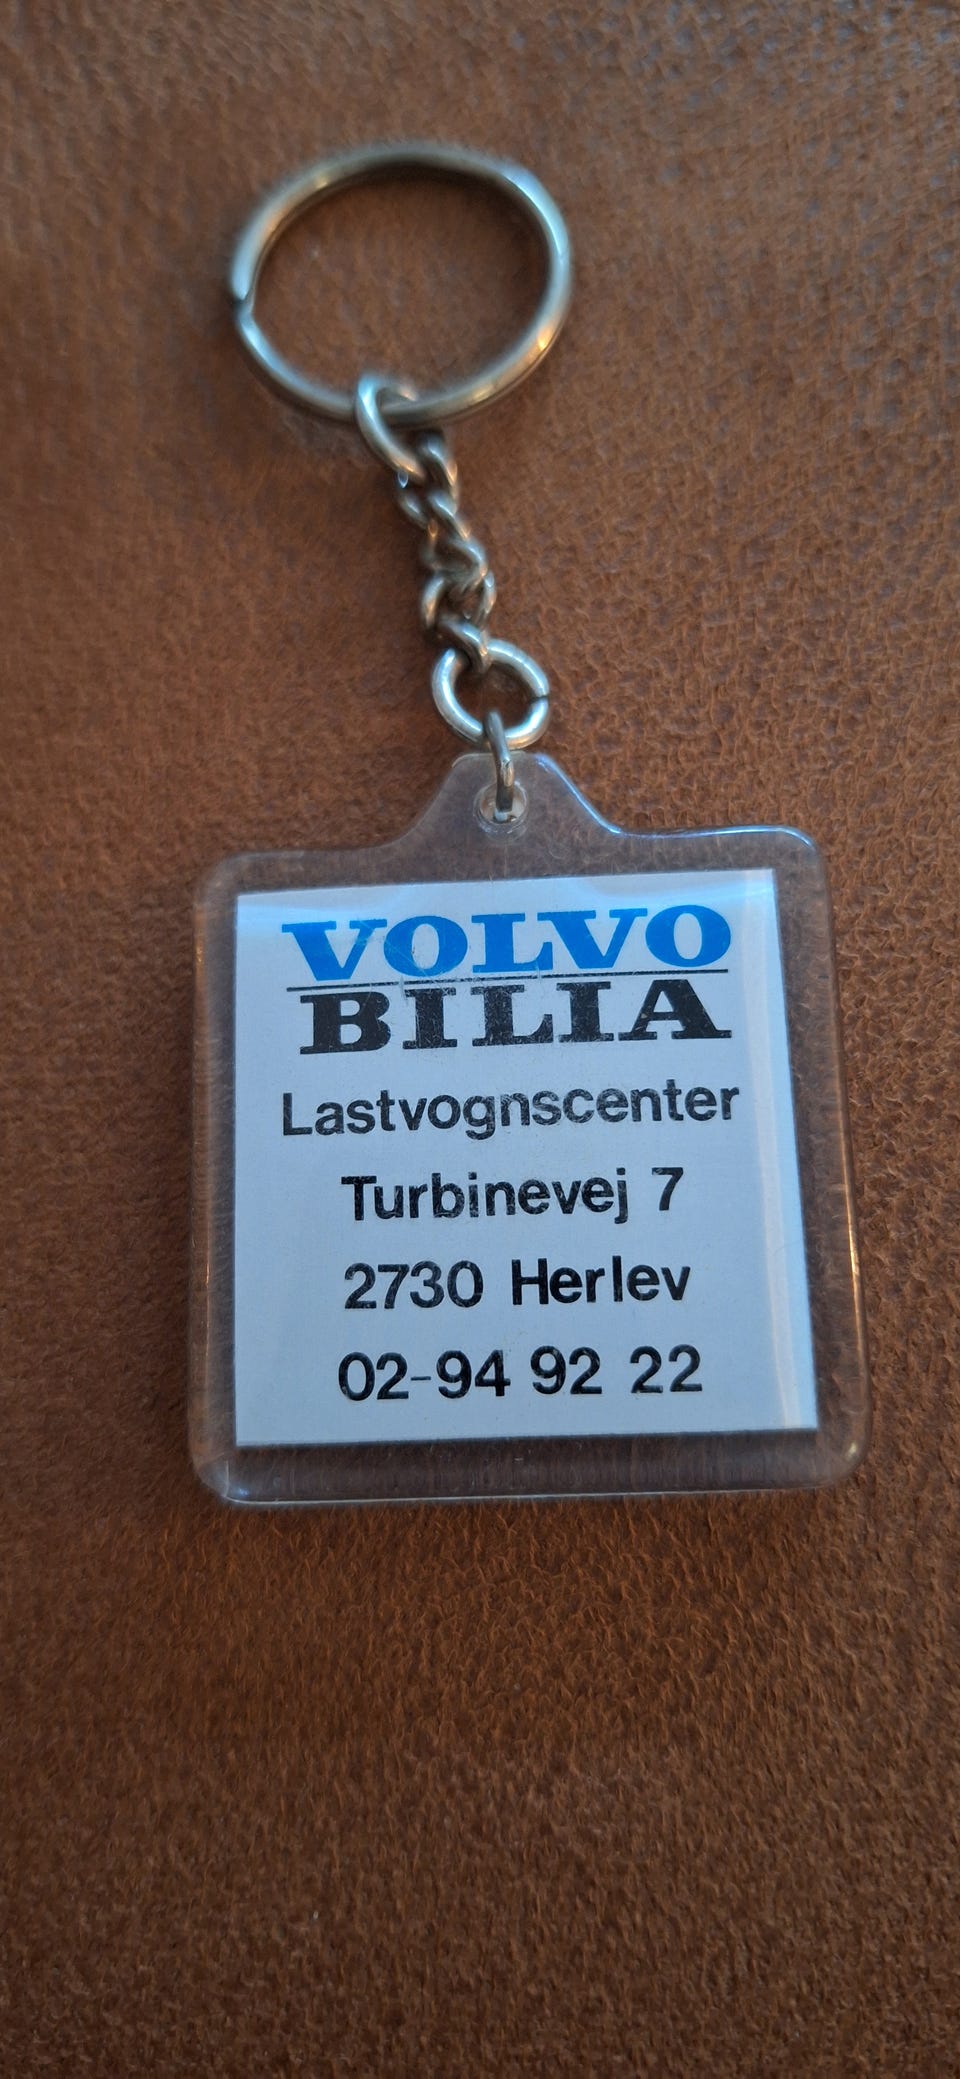 VOLVO
BILIA
Lastvognscenter
Turbinevej 7
2730 Herlev
02-94 92 22